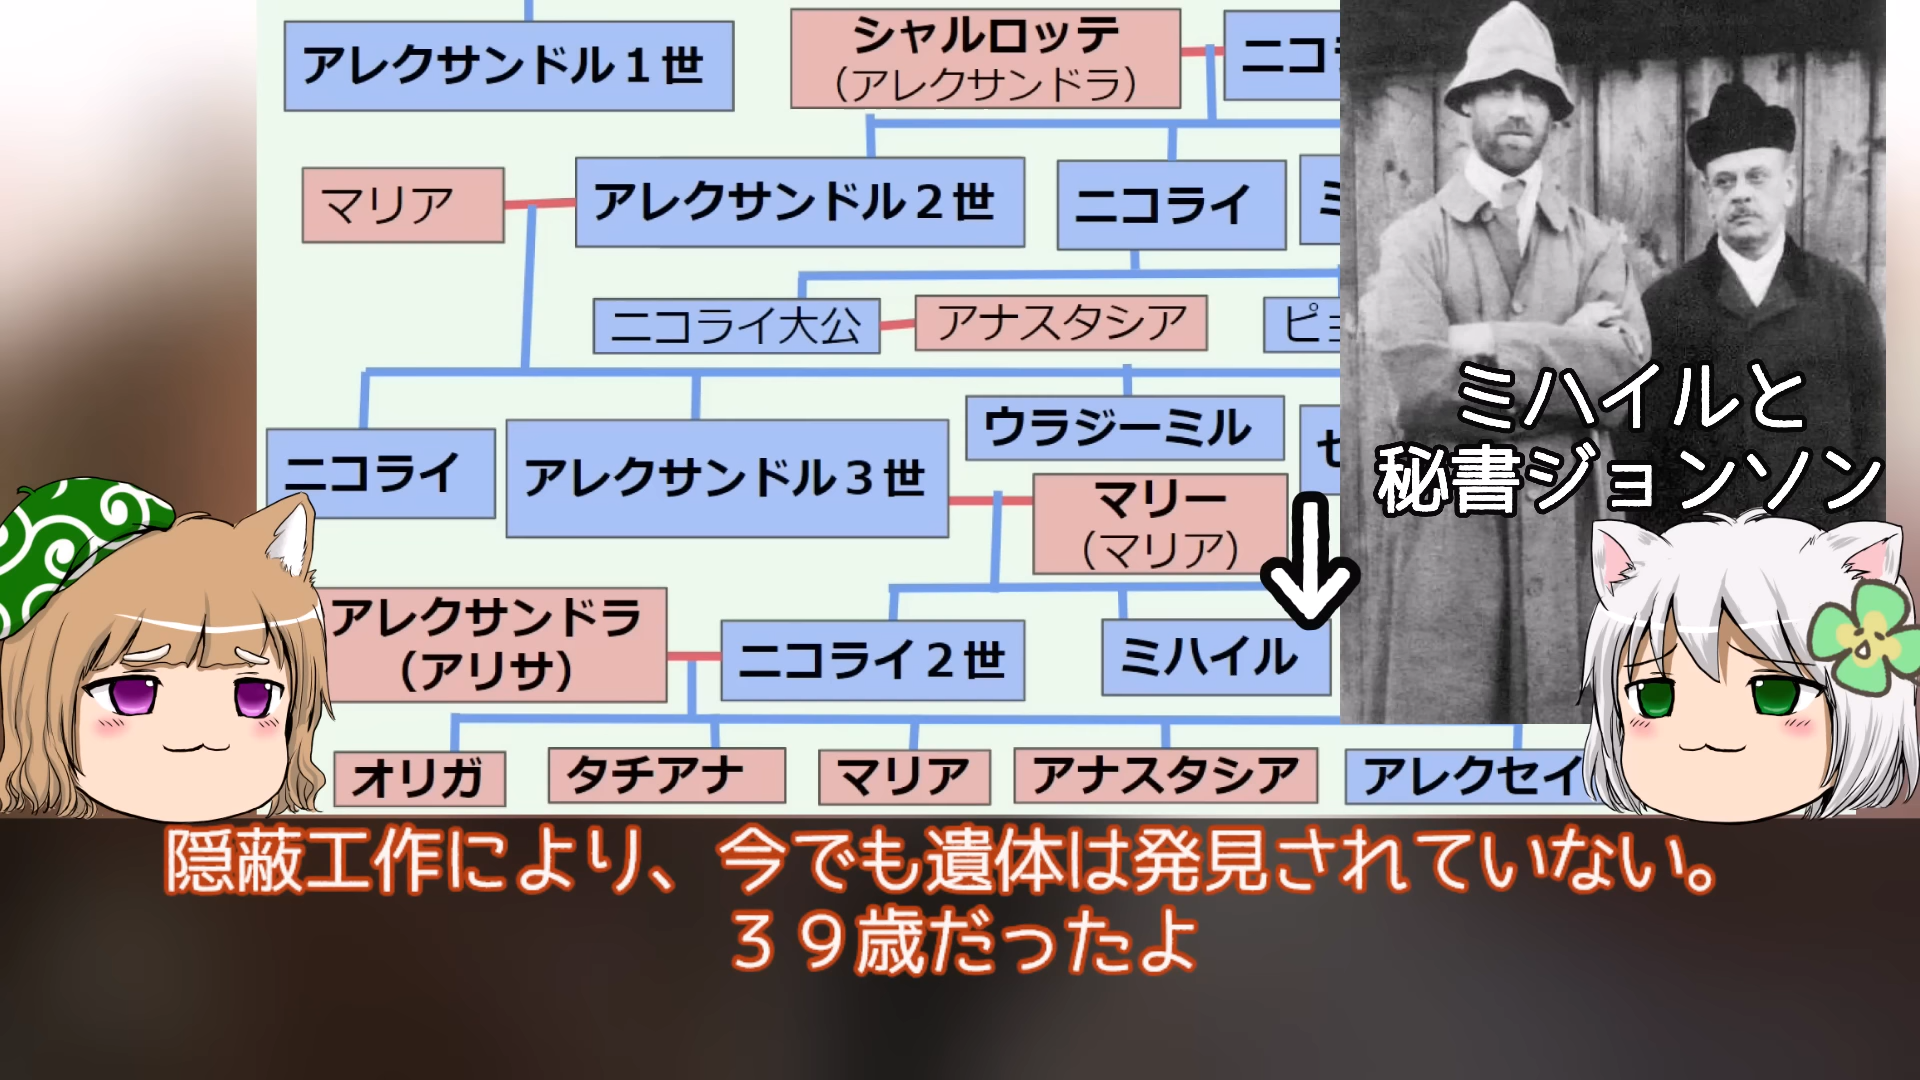 アレクサンドル１世
シャルロッテ
（アレクサンドラ）
ニコ
マリア
アレクサンドル２世
ニコライ
ニコライ大公
アナスタシア
ピョ
ニコライ
アレクサンドル３世
ウラジーミル
セ
マリー
（マリア）
アレクサンドラ
（アリサ）
ニコライ２世
ミハイル
オリガ
タチアナ
マリア
アナスタシア
アレクセイ
ミハイルと
秘書ジョンソン
隠蔽工作により、今でも遺体は発見されていない。
３９歳だったよ